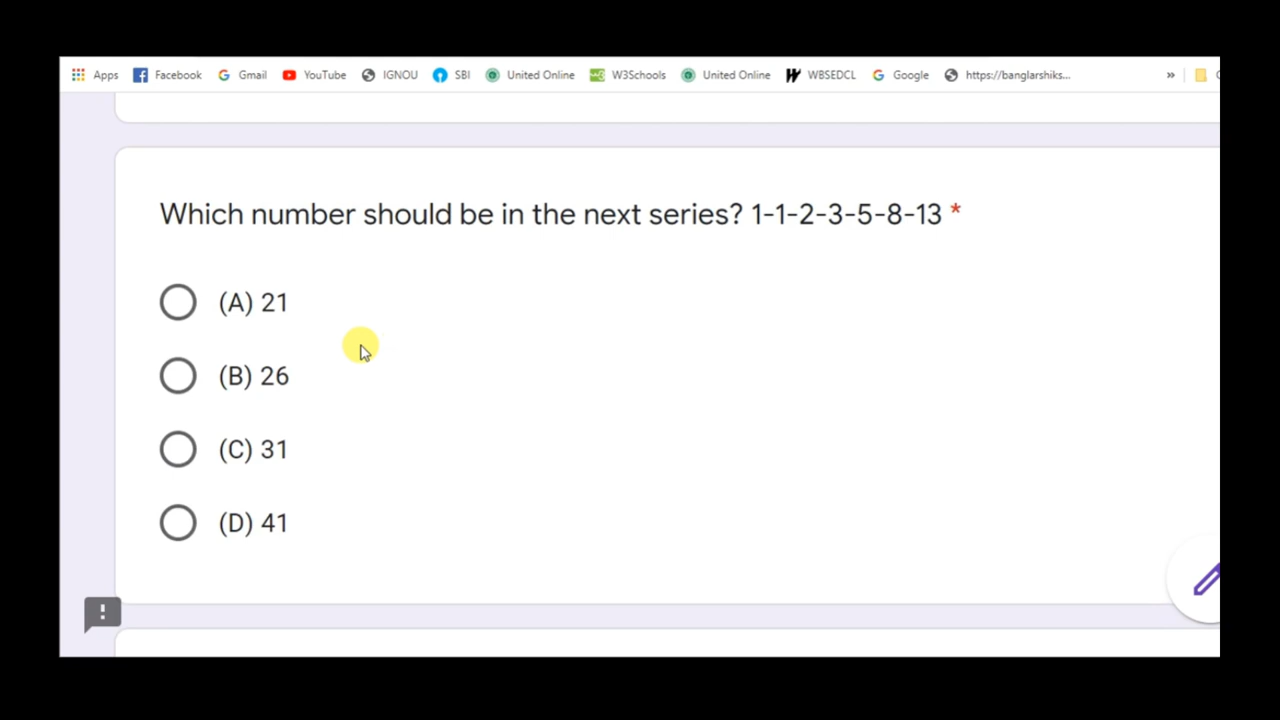 Apps Facebook Gmail YouTube IGNOU SBI United Online W3Schools United Online WBSEDCL Google https://banglarshiks... »
Which number should be in the next series? 1-1-2-3-5-8-13 *
(A) 21
(B) 26
(C) 31
(D) 41